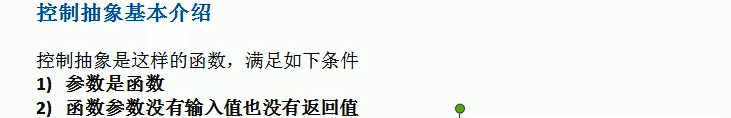 控制抽象基本介绍
控制抽象是这样的函数，满足如下条件
1) 参数是函数
2) 函数参数没有输入值也没有返回值